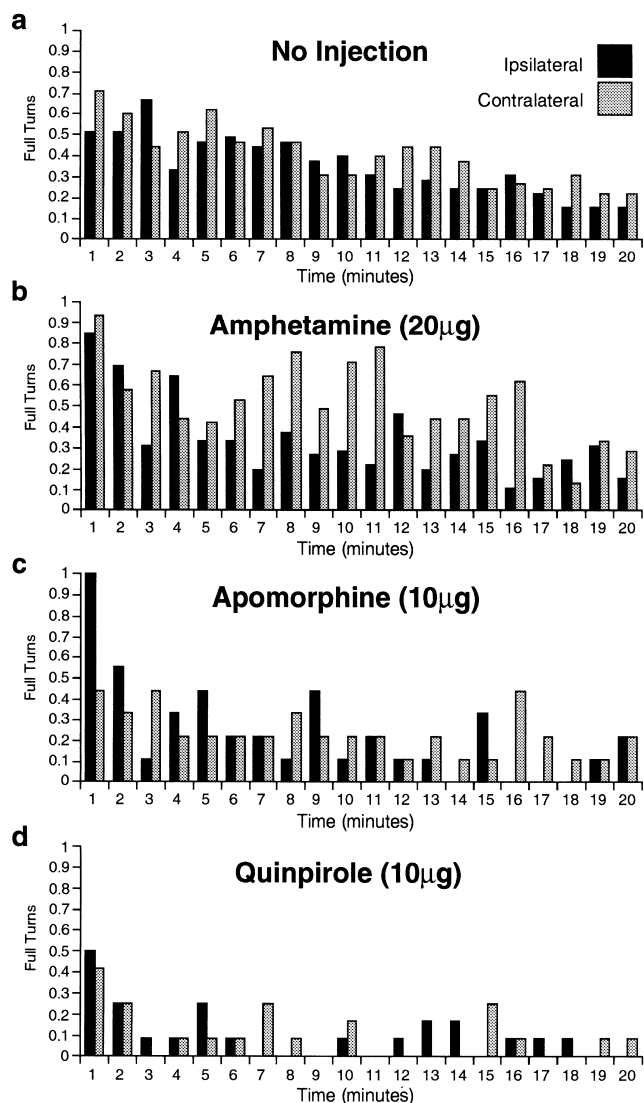 a
No Injection
Ipsilateral
Contralateral
Full Turns
1
0.9
0.8
0.7
0.6
0.5
0.4
0.3
0.2
0.1
0
1 2 3 4 5 6 7 8 9 10 11 12 13 14 15 16 17 18 19 20
Time (minutes)
b
Amphetamine (20µg)
Full Turns
1
0.9
0.8
0.7
0.6
0.5
0.4
0.3
0.2
0.1
0
1 2 3 4 5 6 7 8 9 10 11 12 13 14 15 16 17 18 19 20
Time (minutes)
c
Apomorphine (10µg)
Full Turns
1
0.9
0.8
0.7
0.6
0.5
0.4
0.3
0.2
0.1
0
1 2 3 4 5 6 7 8 9 10 11 12 13 14 15 16 17 18 19 20
Time (minutes)
d
Quinpirole (10µg)
Full Turns
1
0.9
0.8
0.7
0.6
0.5
0.4
0.3
0.2
0.1
0
1 2 3 4 5 6 7 8 9 10 11 12 13 14 15 16 17 18 19 20
Time (minutes)